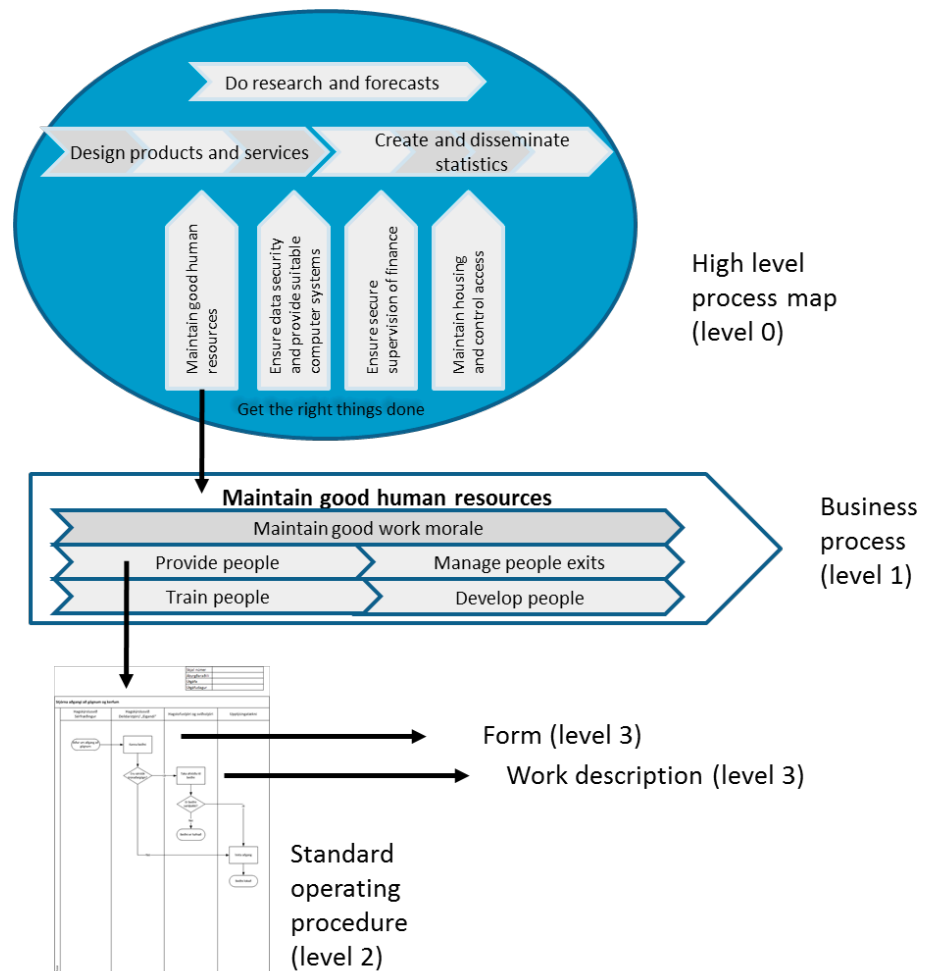 Do research and forecasts
Design products and services
Create and disseminate
statistics
Maintain good human
resources
Ensure data security
and provide suitable
computer systems
Ensure secure
supervision of finance
Maintain housing
and control access
Get the right things done
High level
process map
(level 0)
Maintain good human resources
Maintain good work morale
Provide people
Manage people exits
Train people
Develop people
Business
process
(level 1)
Form (level 3)
Work description (level 3)
Standard
operating
procedure
(level 2)